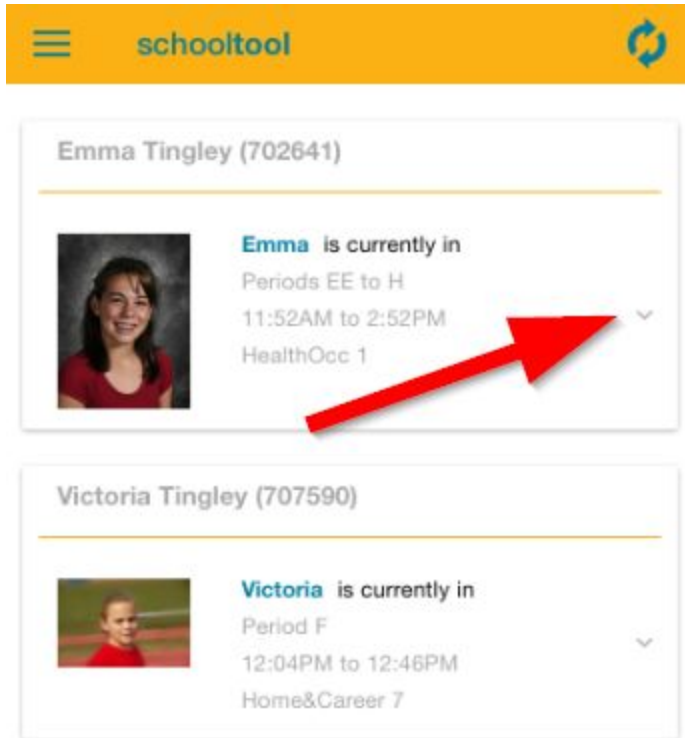 schooltool
Emma Tingley (702641)
Emma is currently in
Periods EE to H
11:52AM to 2:52PM
HealthOcc 1
Victoria Tingley (707590)
Victoria is currently in
Period F
12:04PM to 12:46PM
Home&Career 7